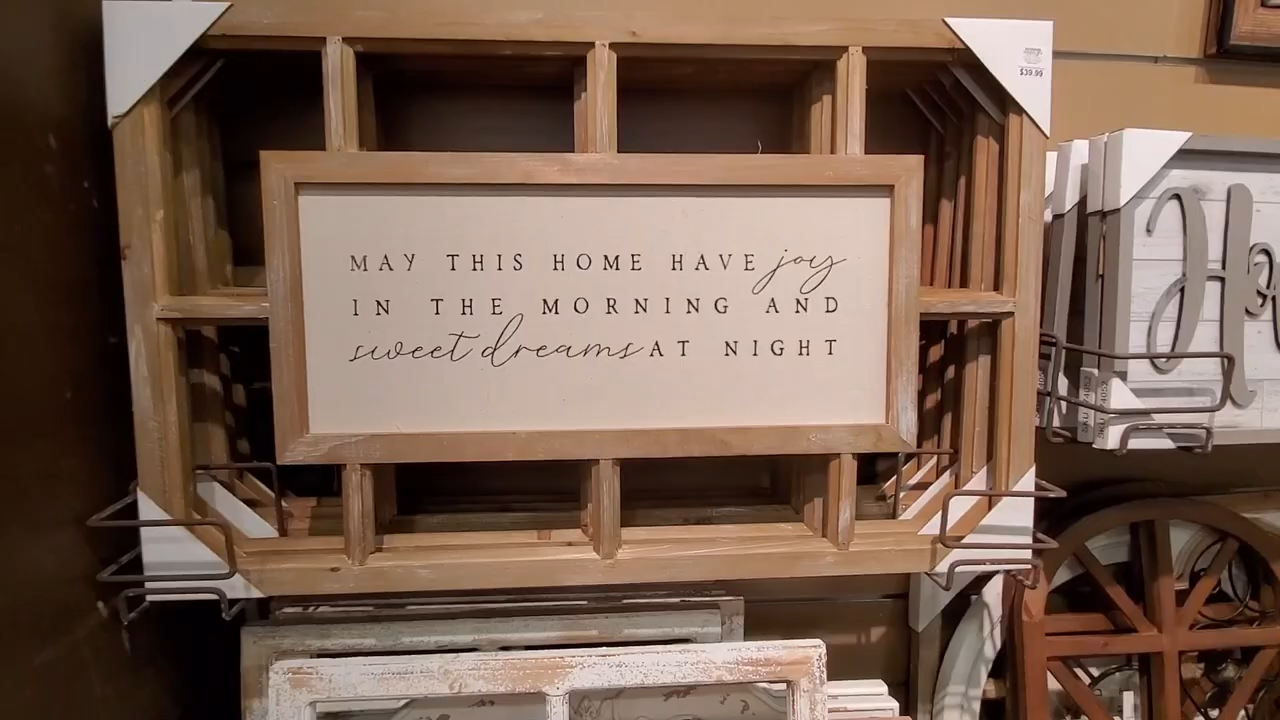 $39.99
MAY THIS HOME HAVE joy
IN THE MORNING AND
sweet dreams AT NIGHT